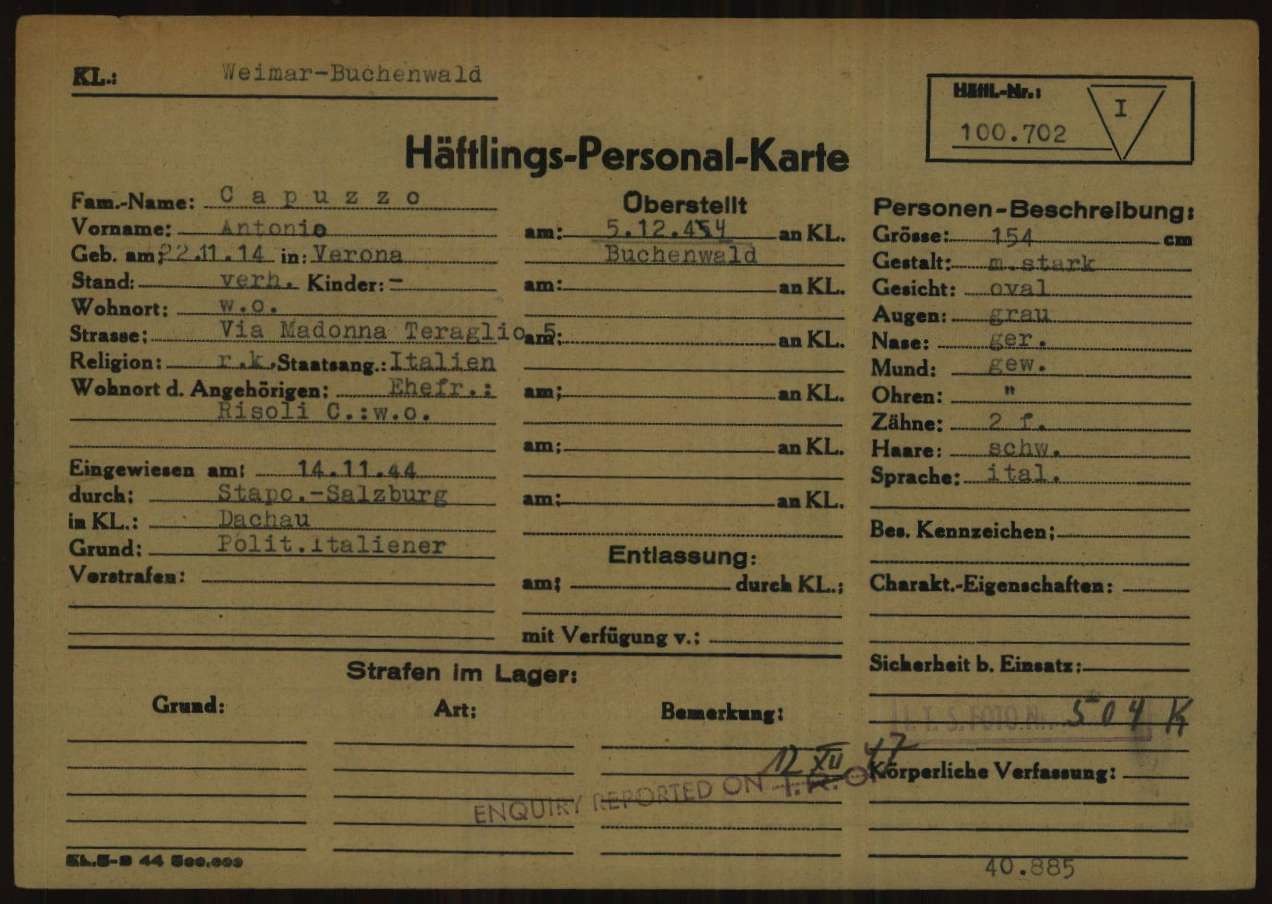 KL.: Weimar-Buchenwald
Häftl.-Nr.:
100.702 I
Häftlings-Personal-Karte
Fam.-Name: Capuzzo
Vorname: Antonio
Geb. am: 22.11.14 in: Verona
Stand: verh. Kinder: -
Wohnort: w.o.
Strasse: Via Madonna Teraglio 5
Religion: r.k. Staatsang.: Italien
Wohnort d. Angehörigen: Ehefr.:
Risoli C.:w.o.
Eingewiesen am: 14.11.44
durch: Stapo.-Salzburg
in KL.: Dachau
Grund: Polit.Italiener
Vorstrafen:
Überstellt
am: 5.12.44 an KL.
Buchenwald
am: an KL.
am: an KL.
am: an KL.
am: an KL.
am: an KL.
Entlassung:
am: durch KL.:
mit Verfügung v.:
Personen-Beschreibung:
Grösse: 154 cm
Gestalt: m.stark
Gesicht: oval
Augen: grau
Nase: ger.
Mund: gew.
Ohren: "
Zähne: 2 f.
Haare: schw.
Sprache: ital.
Bes. Kennzeichen:
Charakt.-Eigenschaften:
Sicherheit b. Einsatz:
I.T.S. FOTO Nr. 504 K
Körperliche Verfassung:
Strafen im Lager:
Grund: Art: Bemerkung:
12 XII 47
ENQUIRY REPORTED ON I.R.O.
KL.5-9 44 500.000
40.885